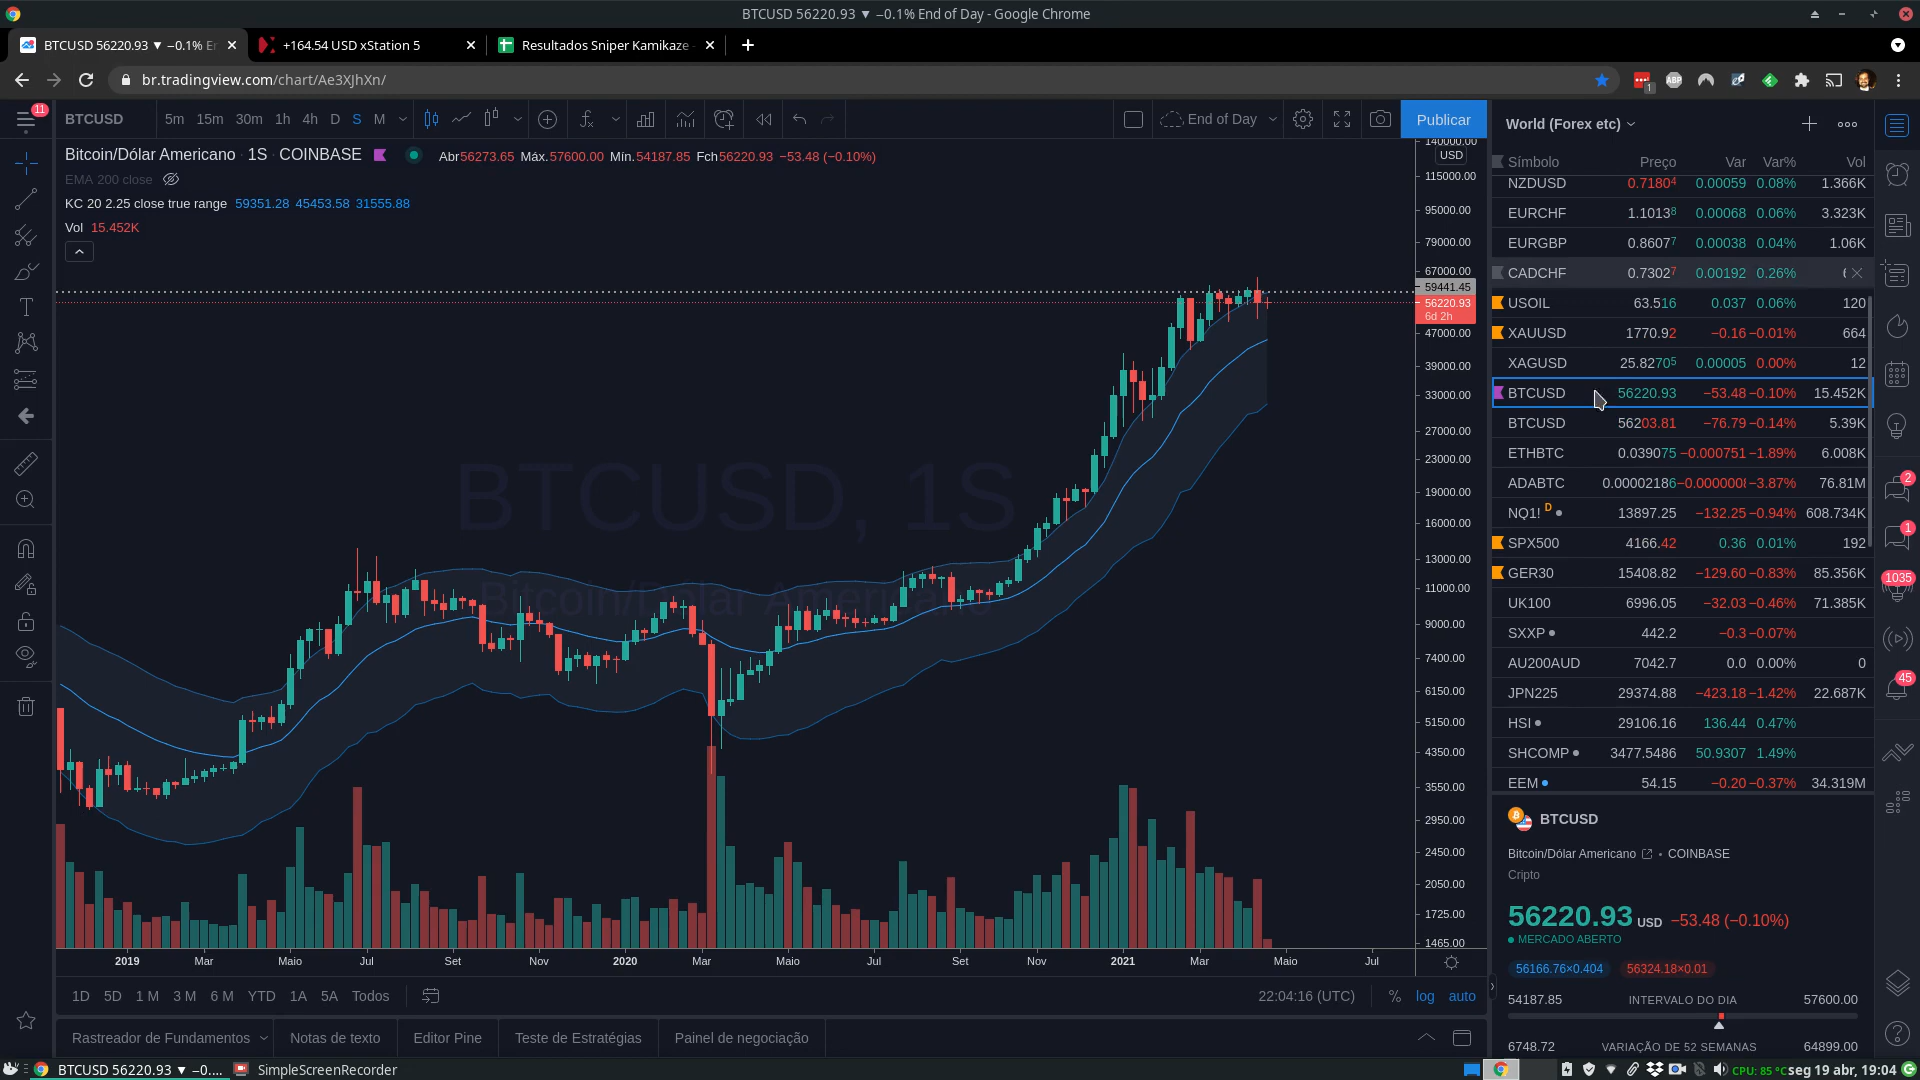 BTCUSD 56220.93 ▼ −0.1% End of Day - Google Chrome
BTCUSD 56220.93 ▼ −0.1% Er
+164.54 USD xStation 5
Resultados Sniper Kamikaze -
br.tradingview.com/chart/Ae3XJhXn/
1
11
BTCUSD 5m 15m 30m 1h 4h D S M End of Day Publicar
Bitcoin/Dólar Americano · 1S · COINBASE Abr56273.65 Máx.57600.00 Mín.54187.85 Fch56220.93 −53.48 (−0.10%)
EMA 200 close
KC 20 2.25 close true range 59351.28 45453.58 31555.88
Vol 15.452K
BTCUSD, 1S
Bitcoin/Dólar Americano
140000.00
USD
115000.00
95000.00
79000.00
67000.00
59441.45
56220.93
6d 2h
47000.00
39000.00
33000.00
27000.00
23000.00
19000.00
16000.00
13000.00
11000.00
9000.00
7400.00
6150.00
5150.00
4350.00
3550.00
2950.00
2450.00
2050.00
1725.00
1465.00
2019 Mar Maio Jul Set Nov 2020 Mar Maio Jul Set Nov 2021 Mar Maio Jul
1D 5D 1 M 3 M 6 M YTD 1A 5A Todos
22:04:16 (UTC) % log auto
Rastreador de Fundamentos Notas de texto Editor Pine Teste de Estratégias Painel de negociação
World (Forex etc)
Símbolo Preço Var Var% Vol
NZDUSD 0.71804 0.00059 0.08% 1.366K
EURCHF 1.10138 0.00068 0.06% 3.323K
EURGBP 0.86077 0.00038 0.04% 1.06K
CADCHF 0.73027 0.00192 0.26%
USOIL 63.516 0.037 0.06% 120
XAUUSD 1770.92 −0.16 −0.01% 664
XAGUSD 25.82705 0.00005 0.00% 12
BTCUSD 56220.93 −53.48 −0.10% 15.452K
BTCUSD 56203.81 −76.79 −0.14% 5.39K
ETHBTC 0.039075 −0.000751 −1.89% 6.008K
ADABTC 0.00002186 −0.0000008 −3.87% 76.81M
NQ1! D 13897.25 −132.25 −0.94% 608.734K
SPX500 4166.42 0.36 0.01% 192
GER30 15408.82 −129.60 −0.83% 85.356K
UK100 6996.05 −32.03 −0.46% 71.385K
SXXP 442.2 −0.3 −0.07%
AU200AUD 7042.7 0.0 0.00% 0
JPN225 29374.88 −423.18 −1.42% 22.687K
HSI 29106.16 136.44 0.47%
SHCOMP 3477.5486 50.9307 1.49%
EEM 54.15 −0.20 −0.37% 34.319M
BTCUSD
Bitcoin/Dólar Americano • COINBASE
Cripto
56220.93 USD −53.48 (−0.10%)
MERCADO ABERTO
56166.76×0.404 56324.18×0.01
54187.85 INTERVALO DO DIA 57600.00
6748.72 VARIAÇÃO DE 52 SEMANAS 64899.00
2
1
1035
45
BTCUSD 56220.93 ▼ −0....
SimpleScreenRecorder
CPU: 85 °C
seg 19 abr, 19:04